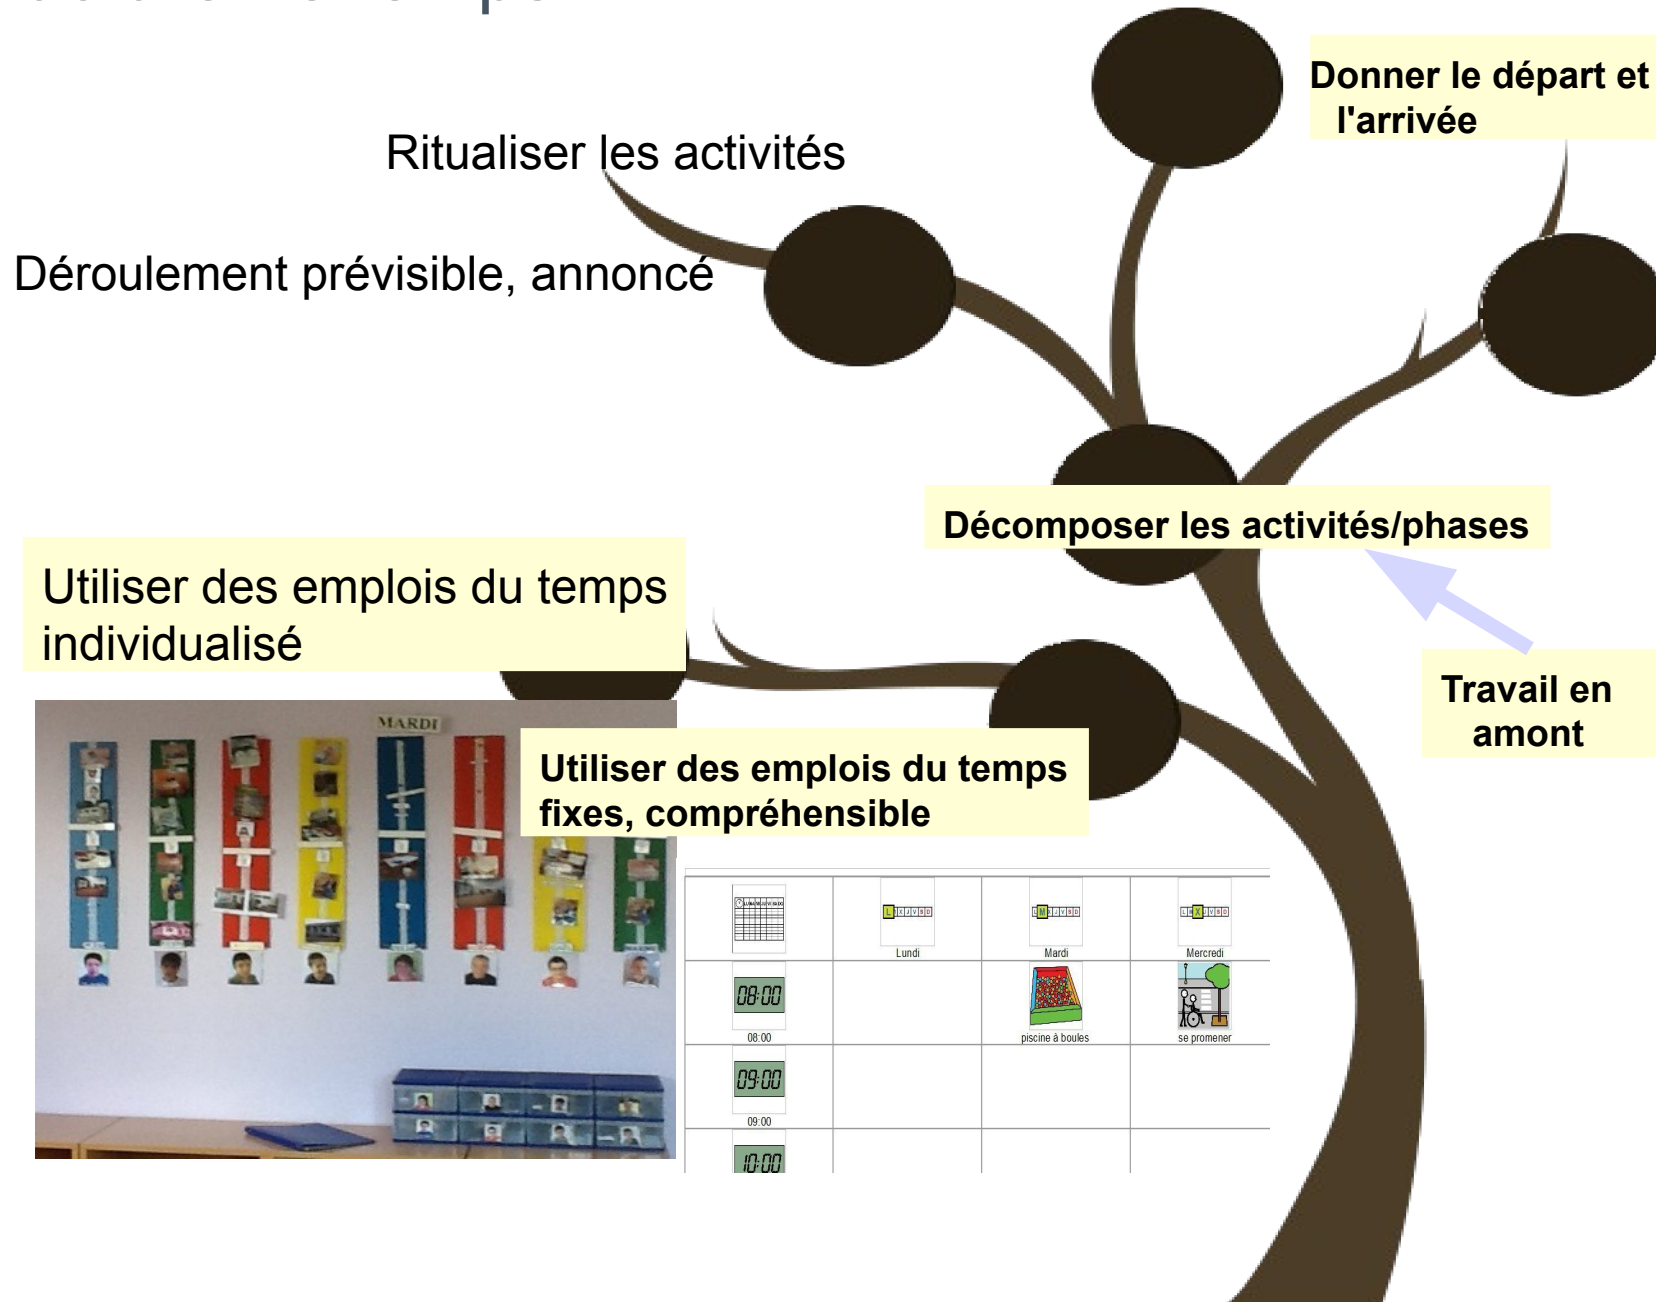 Donner le départ et
l'arrivée
Ritualiser les activités
Déroulement prévisible, annoncé
Décomposer les activités/phases
Utiliser des emplois du temps
individualisé
Travail en
amont
MARDI
Utiliser des emplois du temps
fixes, compréhensible
Lundi
Mardi
Mercredi
08:00
08:00
piscine à boules
se promener
09:00
09:00
10:00